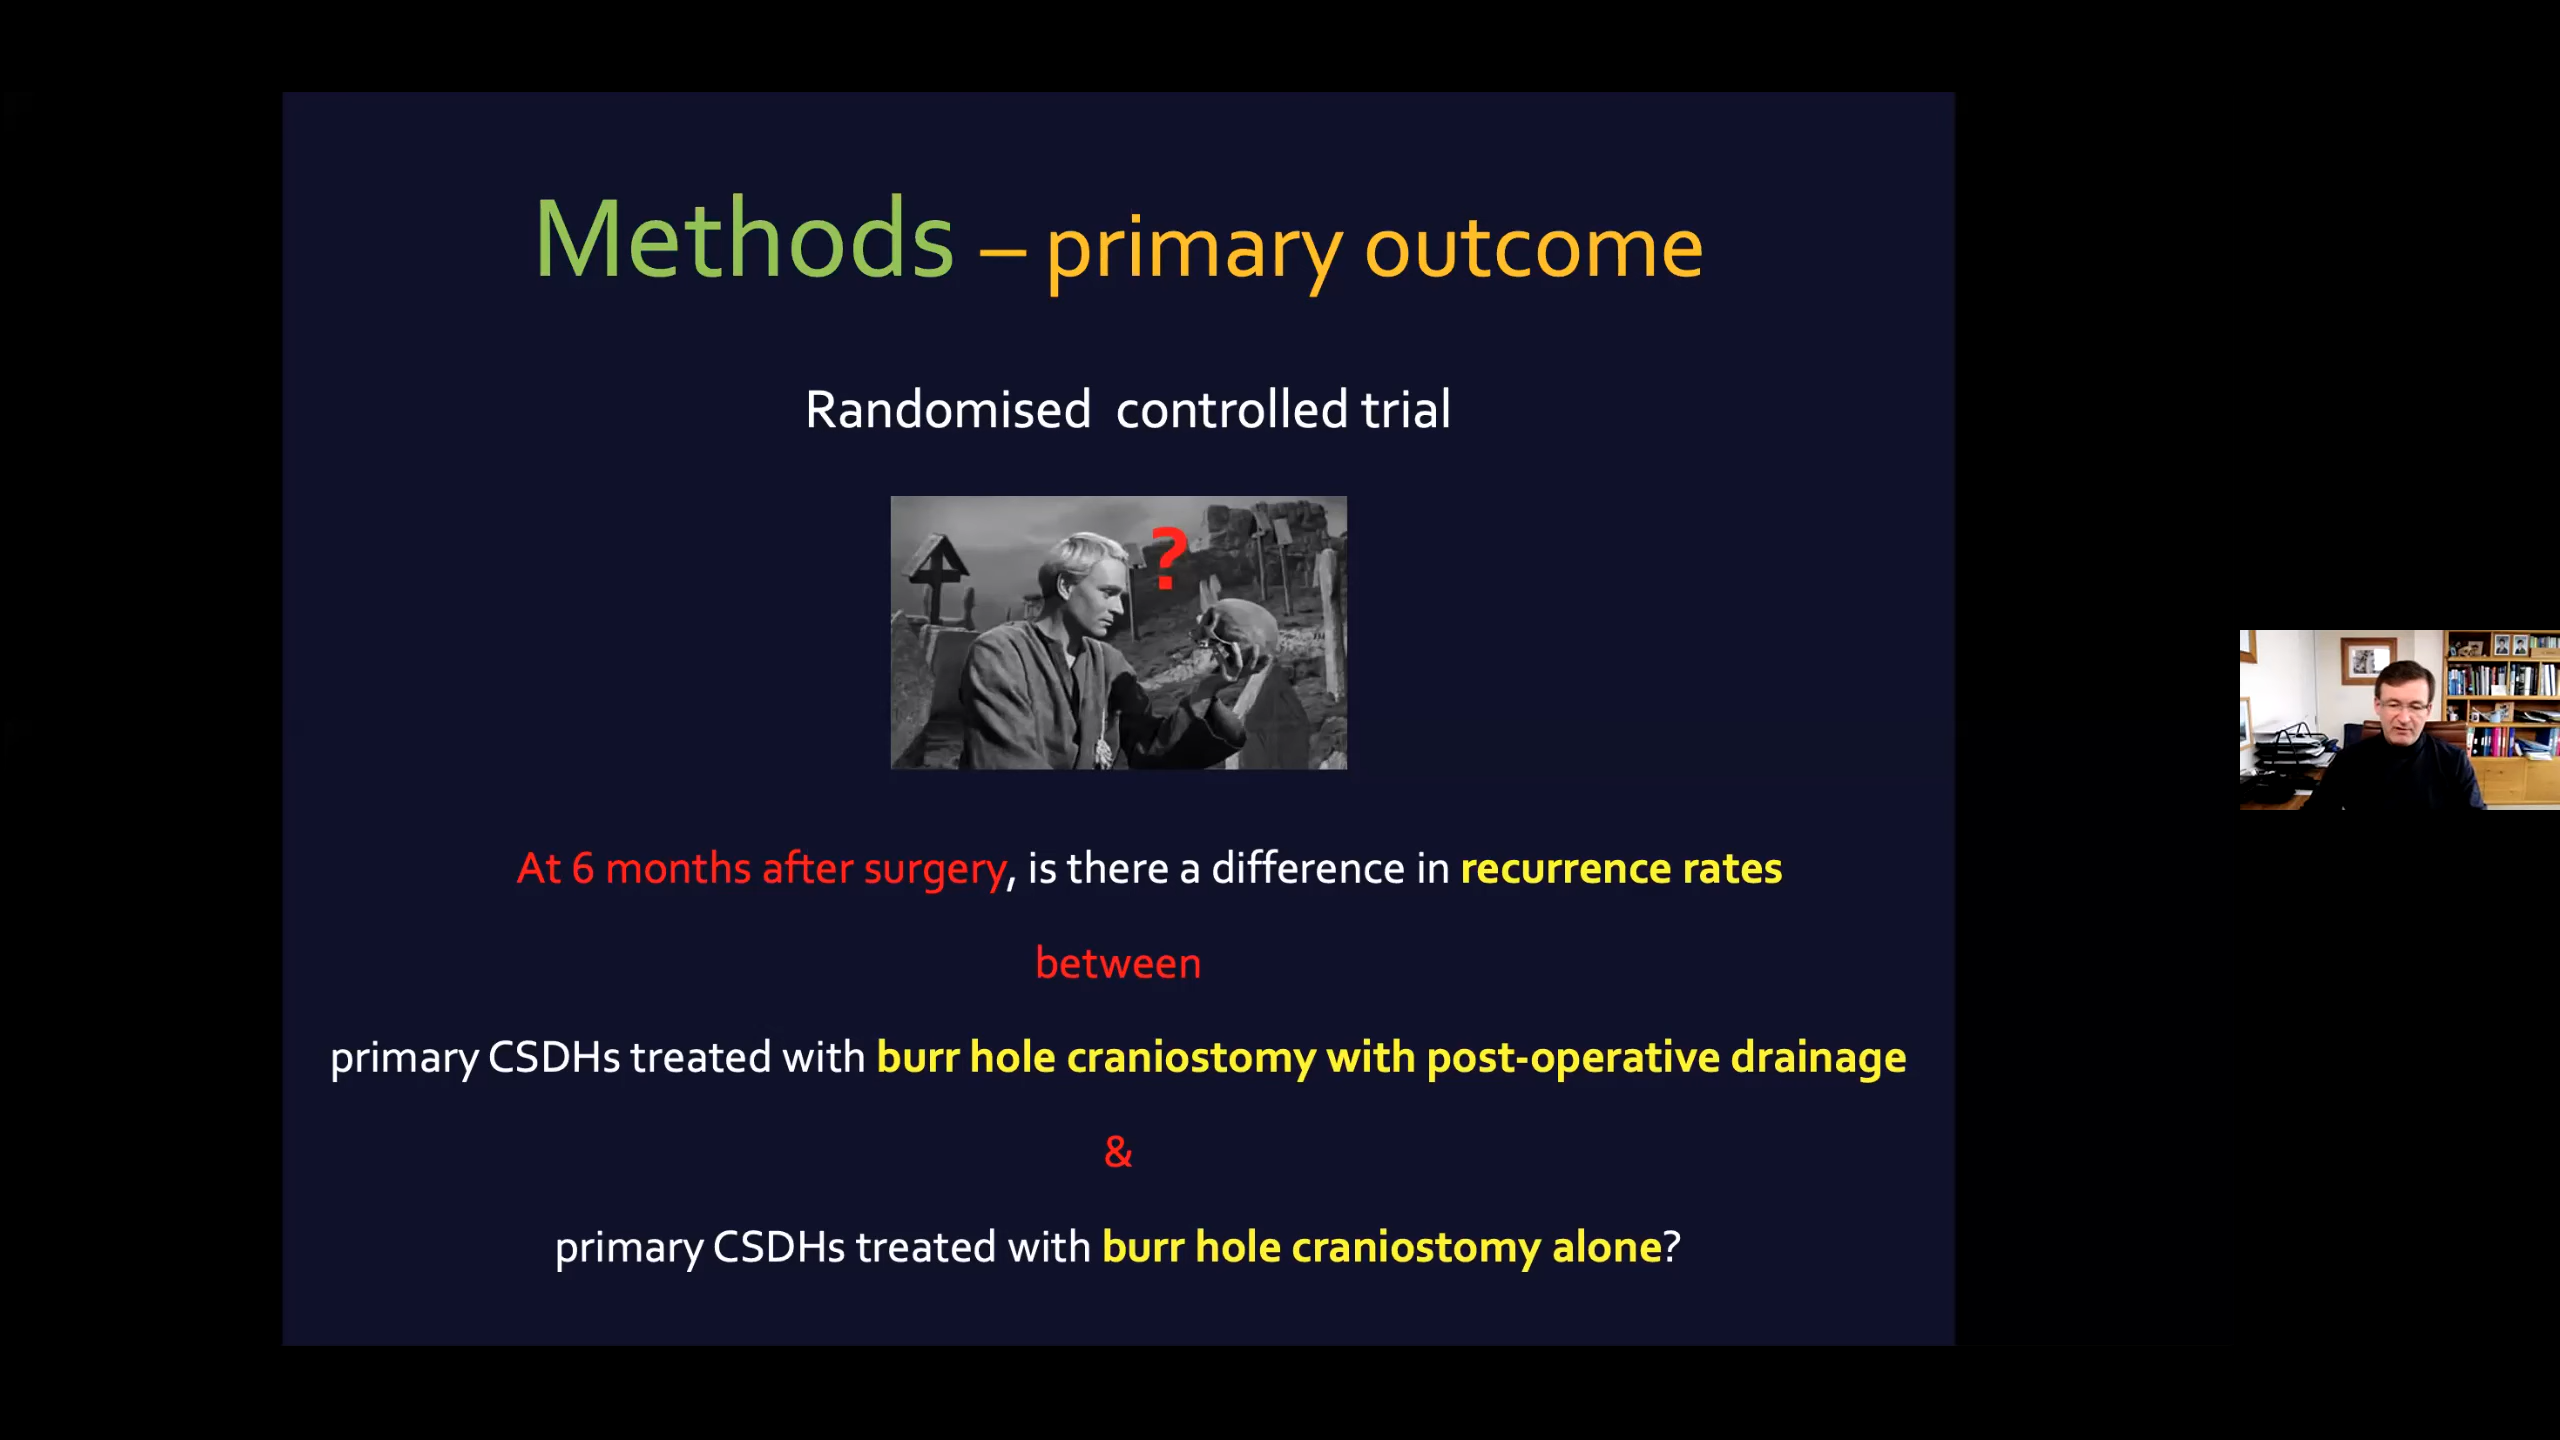 Methods – primary outcome
Randomised controlled trial
?
At 6 months after surgery, is there a difference in recurrence rates
between
primary CSDHs treated with burr hole craniostomy with post-operative drainage
&
primary CSDHs treated with burr hole craniostomy alone?